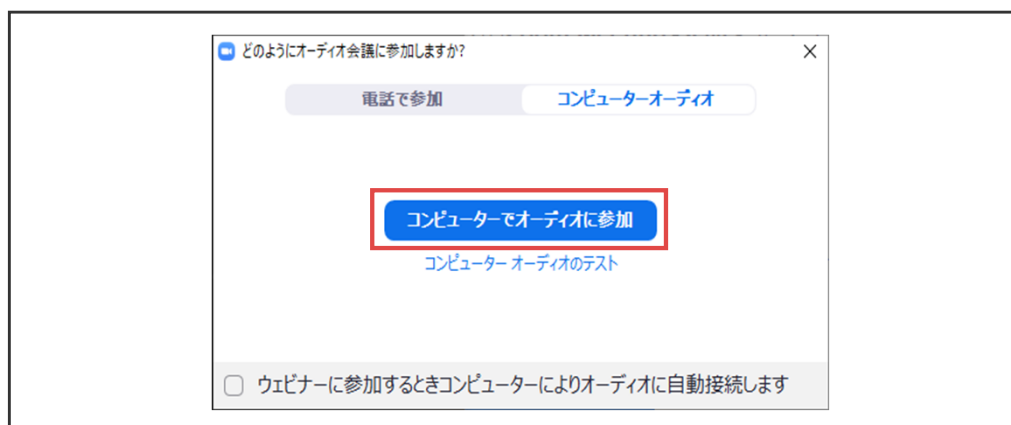 どのようにオーディオ会議に参加しますか?
電話で参加
コンピューターオーディオ
コンピューターでオーディオに参加
コンピューター オーディオのテスト
ウェビナーに参加するときコンピューターによりオーディオに自動接続します